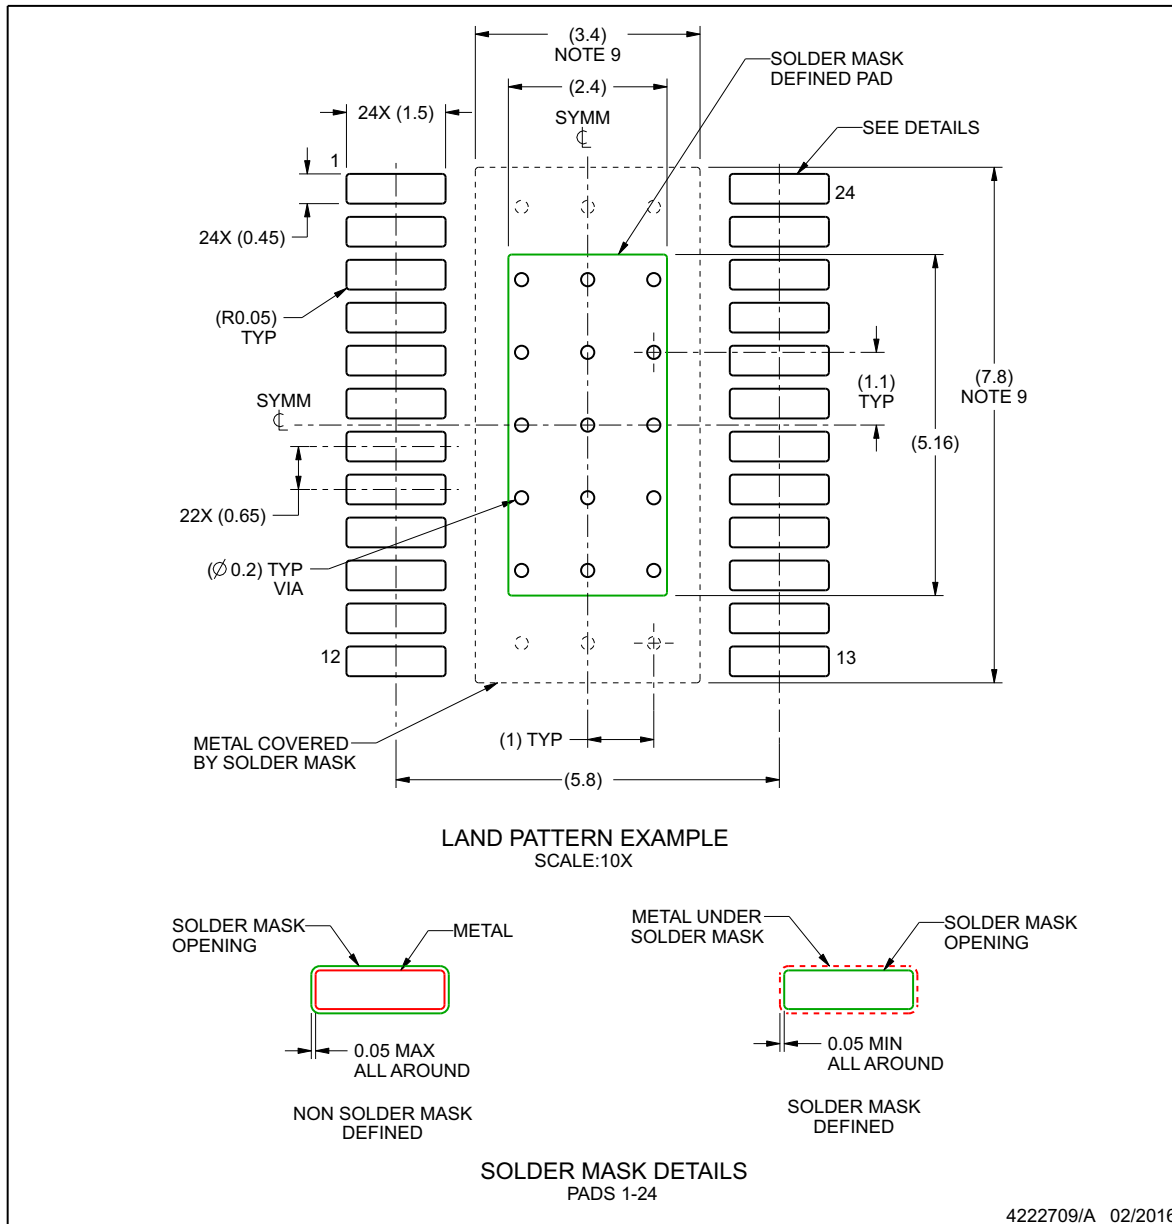 (3.4)
NOTE 9
SOLDER MASK
DEFINED PAD
(2.4)
24X (1.5)
SYMM
SEE DETAILS
1
24
24X (0.45)
(R0.05)
TYP
(1.1)
TYP
(7.8)
NOTE 9
SYMM
(5.16)
22X (0.65)
(Ø 0.2) TYP
VIA
12
13
METAL COVERED
BY SOLDER MASK
(1) TYP
(5.8)
LAND PATTERN EXAMPLE
SCALE:10X
SOLDER MASK
OPENING
METAL
METAL UNDER
SOLDER MASK
SOLDER MASK
OPENING
0.05 MAX
ALL AROUND
0.05 MIN
ALL AROUND
NON SOLDER MASK
DEFINED
SOLDER MASK
DEFINED
SOLDER MASK DETAILS
PADS 1-24
4222709/A 02/2016